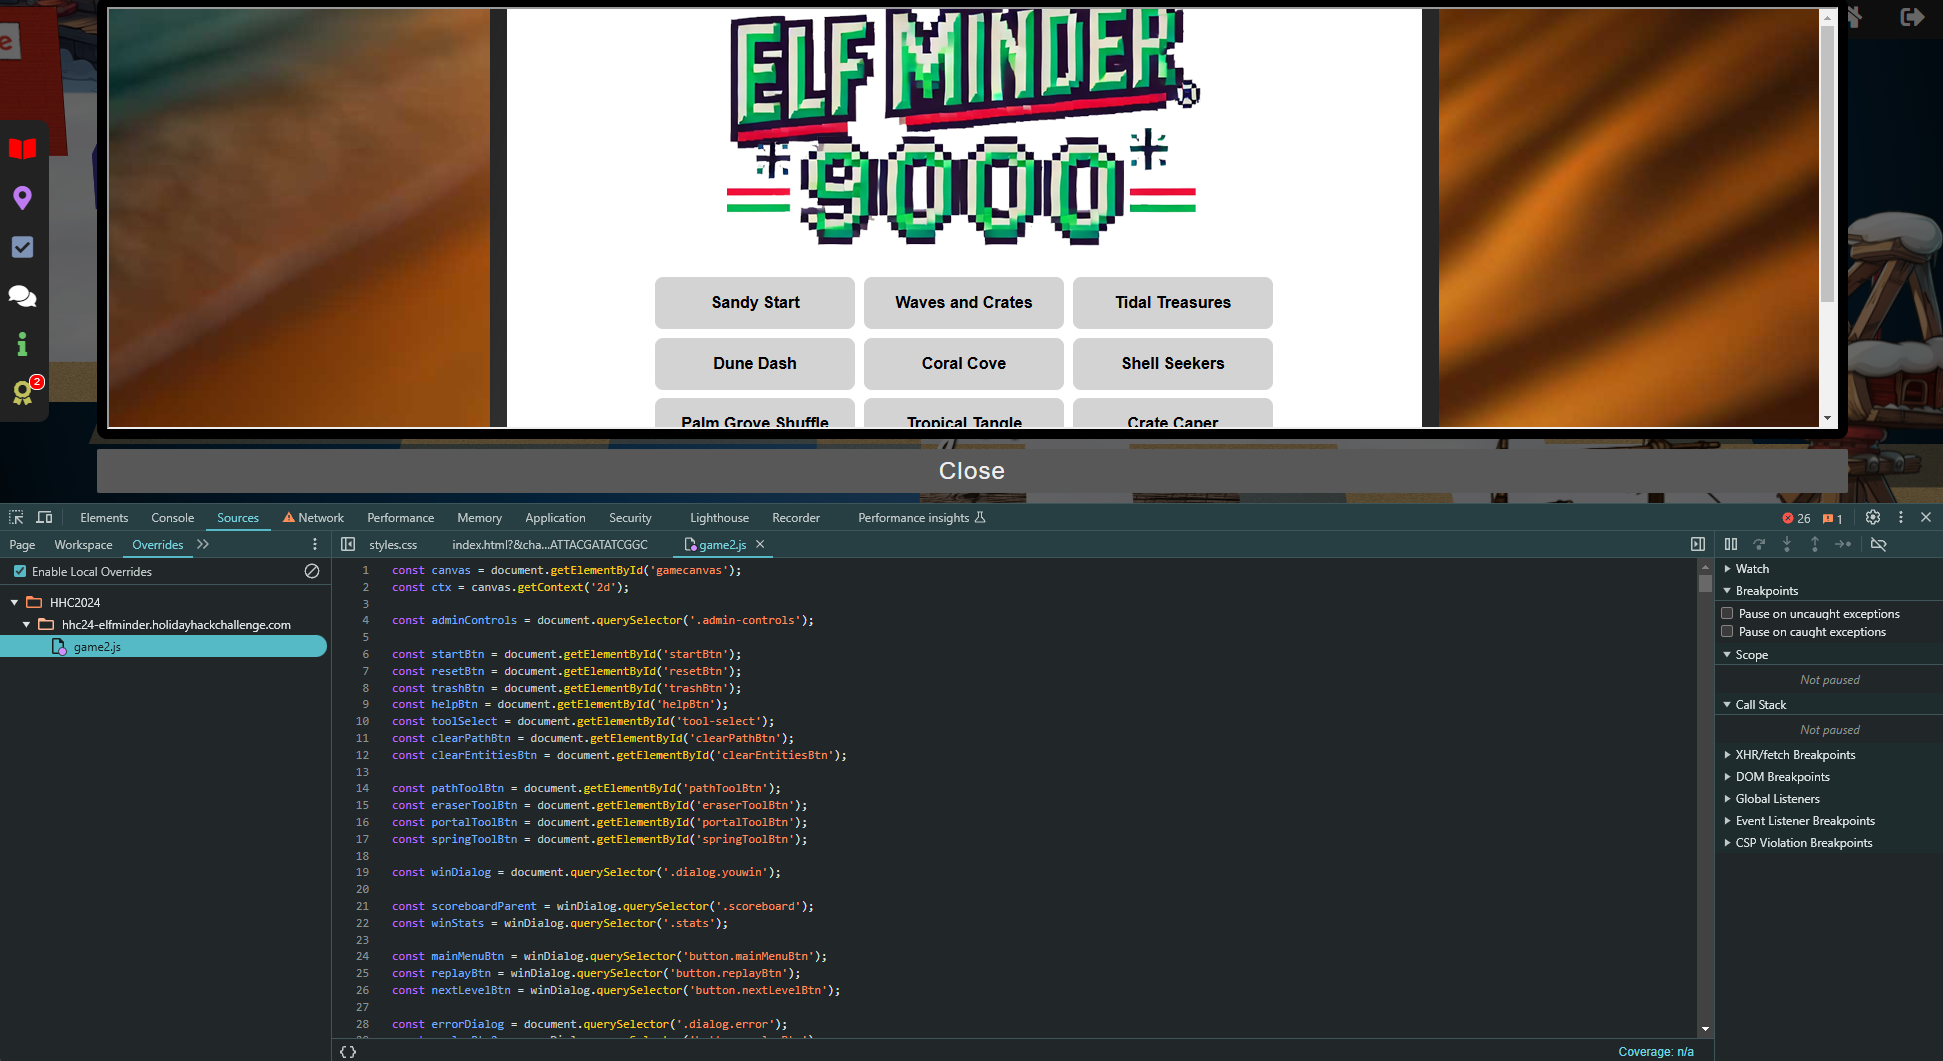 e
ELF MINDER
9000
Sandy Start
Waves and Crates
Tidal Treasures
Dune Dash
Coral Cove
Shell Seekers
Palm Grove Shuffle
Tropical Tangle
Crate Caper
2
Close
Elements Console Sources Network Performance Memory Application Security Lighthouse Recorder Performance insights 26 1
Page Workspace Overrides styles.css index.html?&cha...ATTACGATATCGGC game2.js
Enable Local Overrides
HHC2024
hhc24-elfminder.holidayhackchallenge.com
game2.js
1 const canvas = document.getElementById('gamecanvas');
2 const ctx = canvas.getContext('2d');
3
4 const adminControls = document.querySelector('.admin-controls');
5
6 const startBtn = document.getElementById('startBtn');
7 const resetBtn = document.getElementById('resetBtn');
8 const trashBtn = document.getElementById('trashBtn');
9 const helpBtn = document.getElementById('helpBtn');
10 const toolSelect = document.getElementById('tool-select');
11 const clearPathBtn = document.getElementById('clearPathBtn');
12 const clearEntitiesBtn = document.getElementById('clearEntitiesBtn');
13
14 const pathToolBtn = document.getElementById('pathToolBtn');
15 const eraserToolBtn = document.getElementById('eraserToolBtn');
16 const portalToolBtn = document.getElementById('portalToolBtn');
17 const springToolBtn = document.getElementById('springToolBtn');
18
19 const winDialog = document.querySelector('.dialog.youwin');
20
21 const scoreboardParent = winDialog.querySelector('.scoreboard');
22 const winStats = winDialog.querySelector('.stats');
23
24 const mainMenuBtn = winDialog.querySelector('button.mainMenuBtn');
25 const replayBtn = winDialog.querySelector('button.replayBtn');
26 const nextLevelBtn = winDialog.querySelector('button.nextLevelBtn');
27
28 const errorDialog = document.querySelector('.dialog.error');
{}
Coverage: n/a
Watch
Breakpoints
Pause on uncaught exceptions
Pause on caught exceptions
Scope
Not paused
Call Stack
Not paused
XHR/fetch Breakpoints
DOM Breakpoints
Global Listeners
Event Listener Breakpoints
CSP Violation Breakpoints